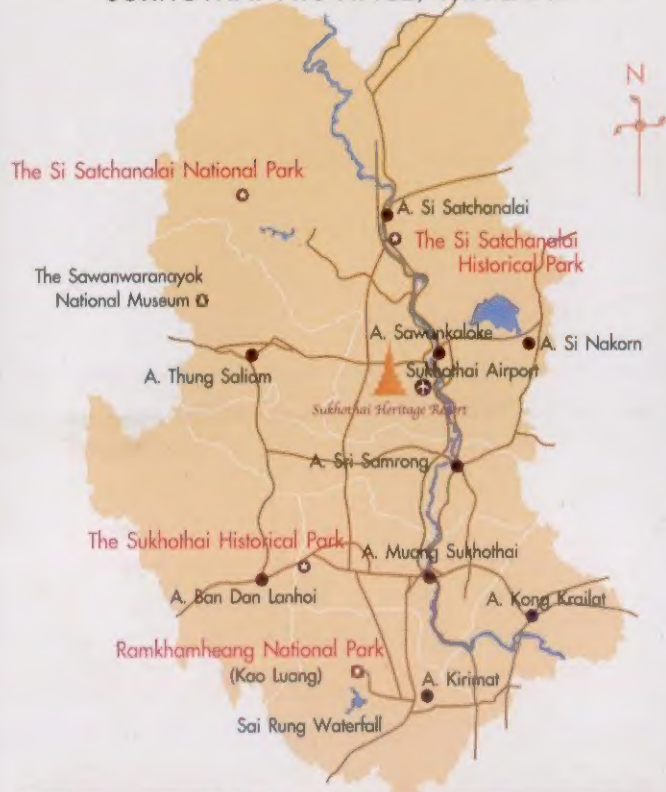 N
The Si Satchanalai National Park
A. Si Satchanalai
The Si Satchanalai
Historical Park
The Sawanwaranayok
National Museum
A. Sawankaloke
A. Si Nakorn
A. Thung Saliam
Sukhothai Airport
Sukhothai Heritage Resort
A. Sri Samrong
The Sukhothai Historical Park
A. Muang Sukhothai
A. Ban Dan Lanhoi
A. Kong Krailat
Ramkhamheang National Park
(Kao Luang)
A. Kirimat
Sai Rung Waterfall